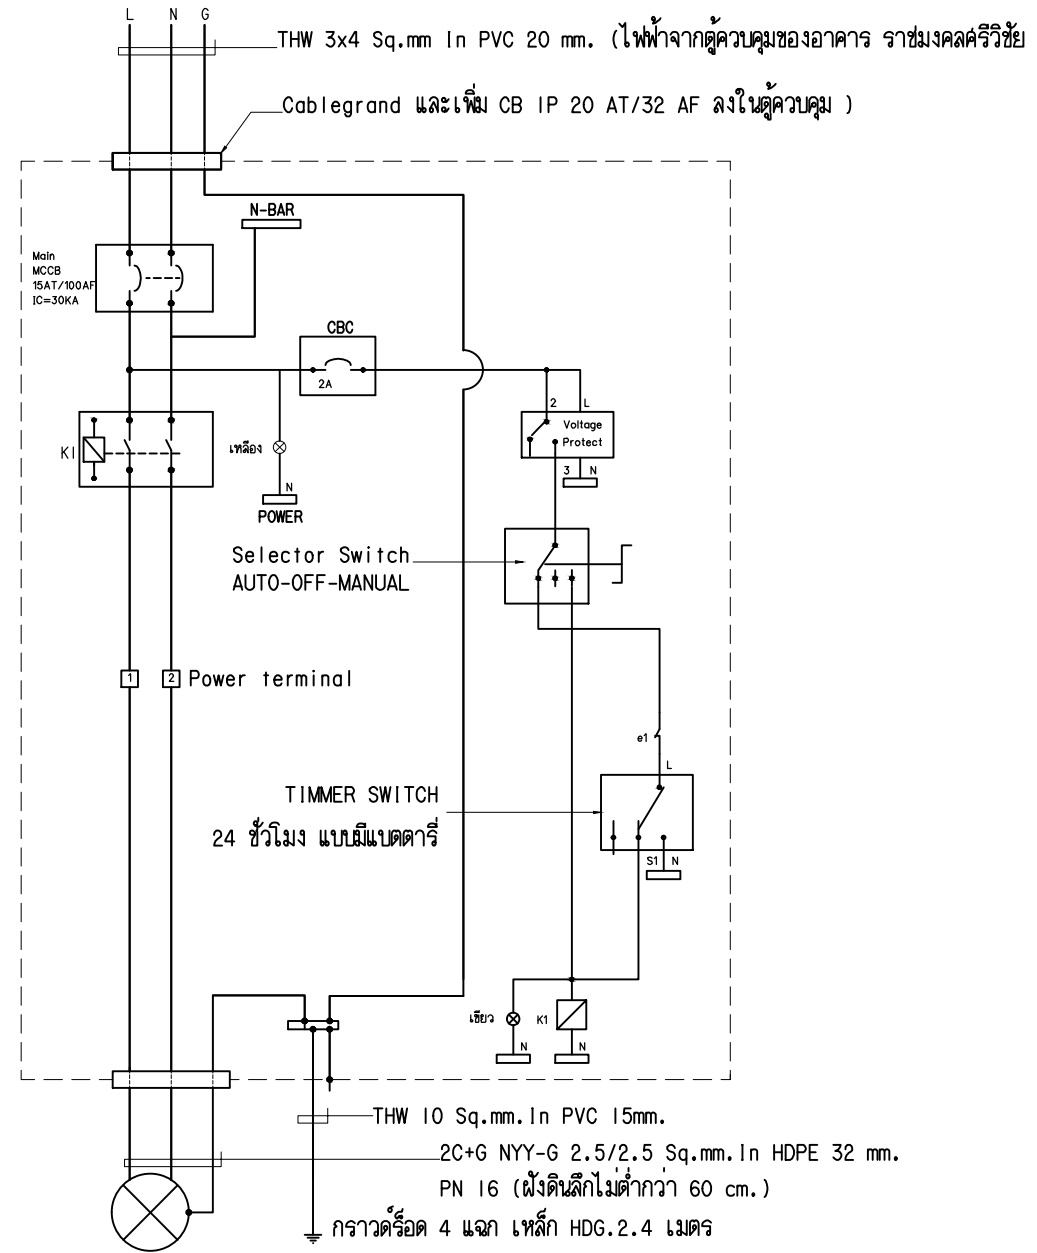 L N G
THW 3x4 Sq.mm In PVC 20 mm. (ไฟฟ้าจากตู้ควบคุมของอาคาร ราชมงคลศรีวิชัย
Cablegrand และเพิ่ม CB 1P 20 AT/32 AF ลงในตู้ควบคุม )
N-BAR
Main
MCCB
15AT/100AF
IC=30KA
CBC
2A
2 L
Voltage
Protect
3 N
K1
เหลือง
N
POWER
Selector Switch
AUTO-OFF-MANUAL
1 2 Power terminal
e1
L
TIMMER SWITCH
24 ชั่วโมง แบบมีแบตตารี่
S1 N
เขียว
K1
N N
THW 10 Sq.mm.In PVC 15mm.
2C+G NYY-G 2.5/2.5 Sq.mm.In HDPE 32 mm.
PN 16 (ฝังดินลึกไม่ต่ำกว่า 60 cm.)
กราวด์ร็อด 4 แฉก เหล็ก HDG.2.4 เมตร